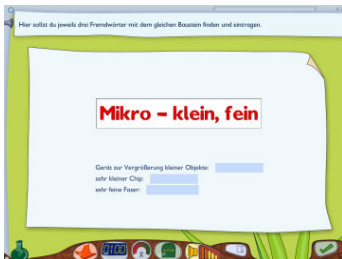 Hier sollst du jeweils drei Fremdwörter mit dem gleichen Baustein finden und eintragen.
Mikro – klein, fein
Gerät zur Vergrößerung kleiner Objekte:
sehr kleiner Chip:
sehr feine Faser: